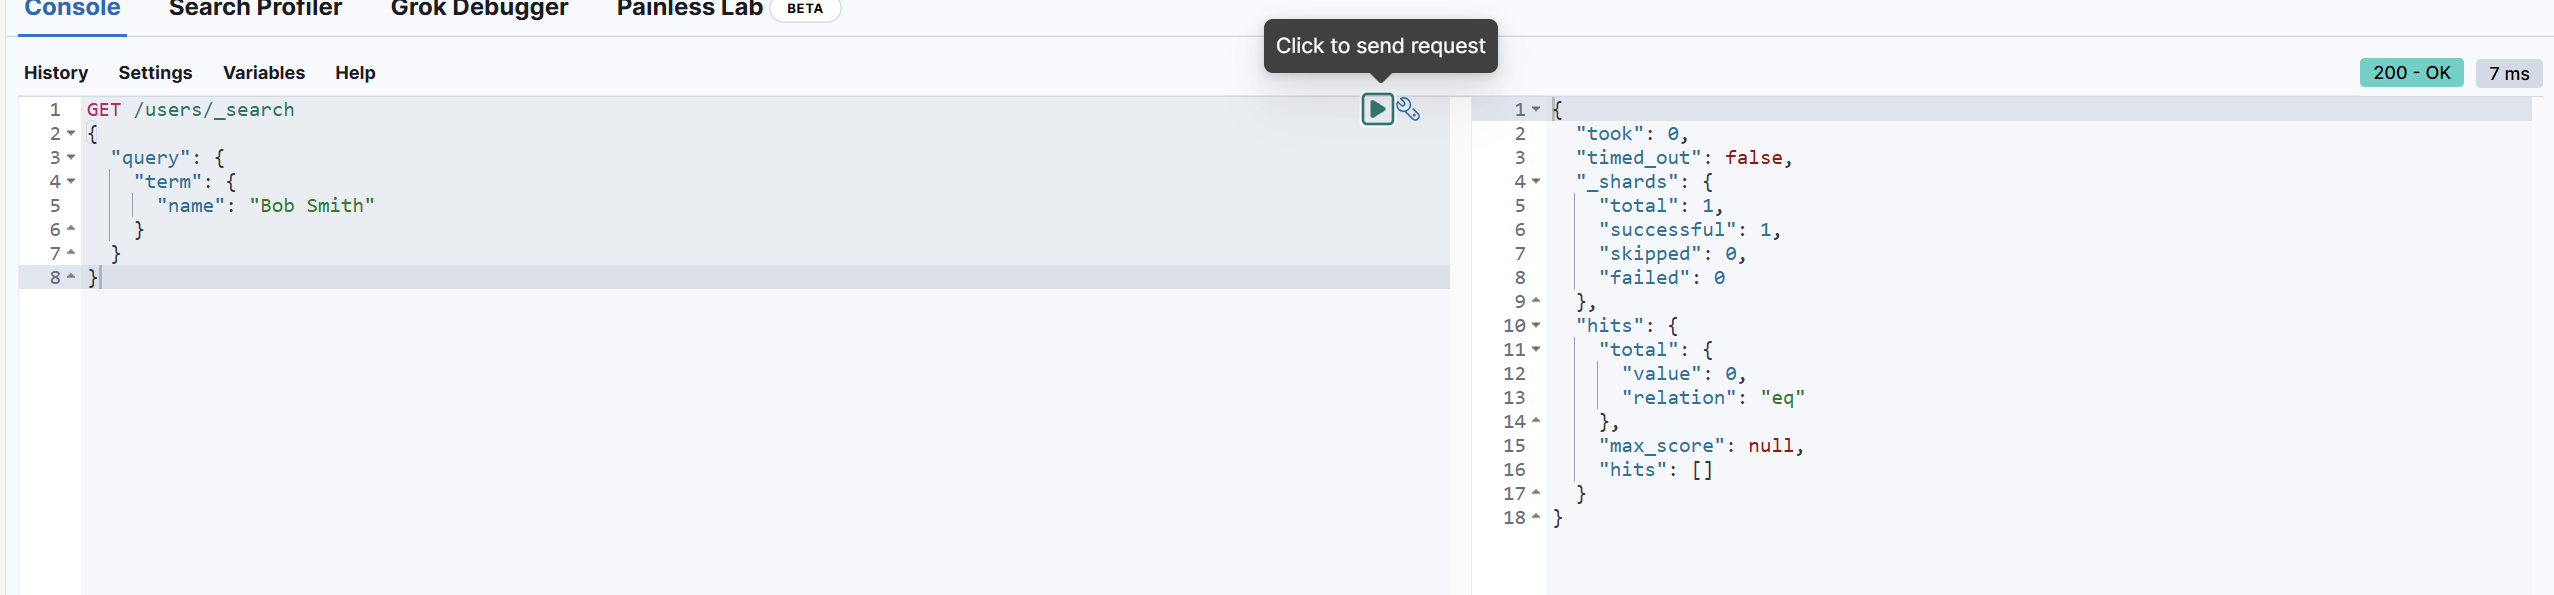 Console Search Profiler Grok Debugger Painless Lab BETA
Click to send request
History Settings Variables Help
200 - OK 7 ms
1 GET /users/_search
2 {
3 "query": {
4 "term": {
5 "name": "Bob Smith"
6 }
7 }
8 }
1 {
2 "took": 0,
3 "timed_out": false,
4 "_shards": {
5 "total": 1,
6 "successful": 1,
7 "skipped": 0,
8 "failed": 0
9 },
10 "hits": {
11 "total": {
12 "value": 0,
13 "relation": "eq"
14 },
15 "max_score": null,
16 "hits": []
17 }
18 }